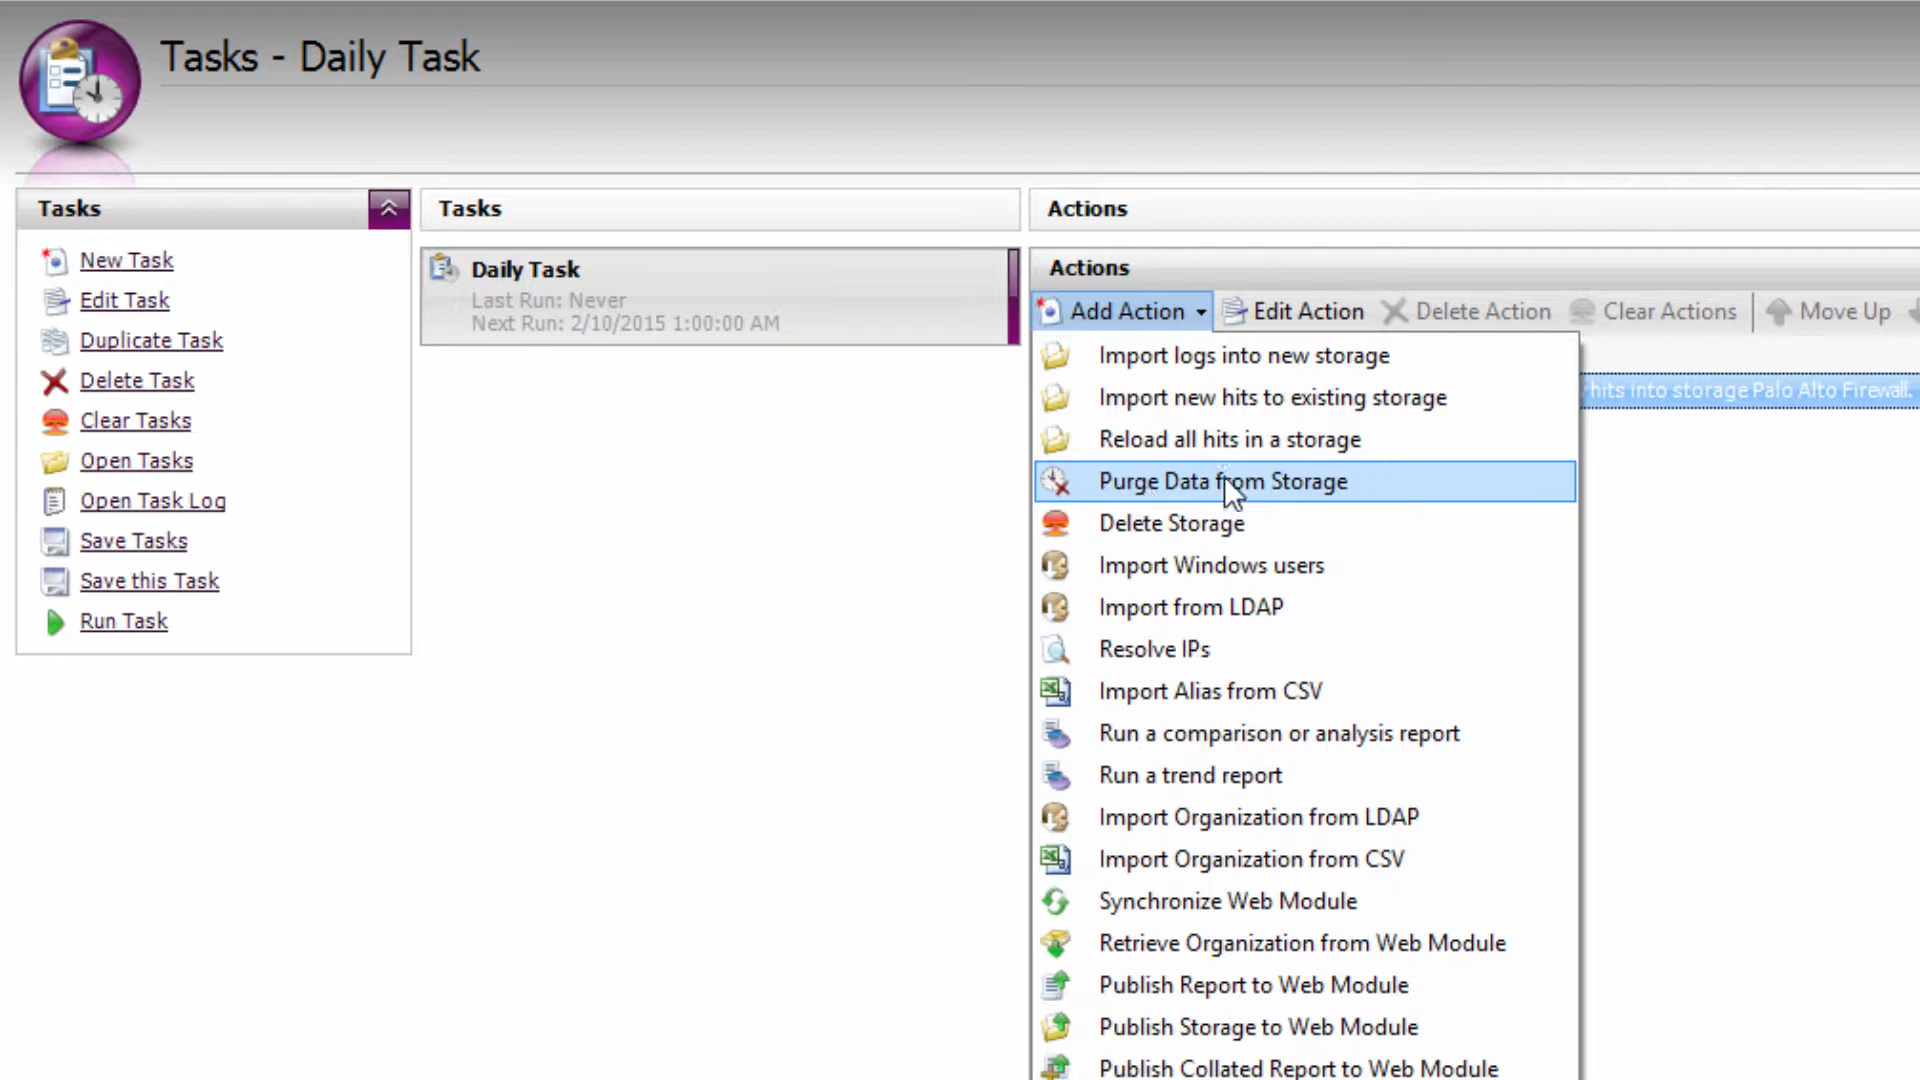 Tasks - Daily Task
Tasks
New Task
Edit Task
Duplicate Task
Delete Task
Clear Tasks
Open Tasks
Open Task Log
Save Tasks
Save this Task
Run Task
Tasks
Daily Task
Last Run: Never
Next Run: 2/10/2015 1:00:00 AM
Actions
Actions
Add Action
Edit Action
Delete Action
Clear Actions
Move Up
hits into storage Palo Alto Firewall.
Import logs into new storage
Import new hits to existing storage
Reload all hits in a storage
Purge Data from Storage
Delete Storage
Import Windows users
Import from LDAP
Resolve IPs
Import Alias from CSV
Run a comparison or analysis report
Run a trend report
Import Organization from LDAP
Import Organization from CSV
Synchronize Web Module
Retrieve Organization from Web Module
Publish Report to Web Module
Publish Storage to Web Module
Publish Collated Report to Web Module